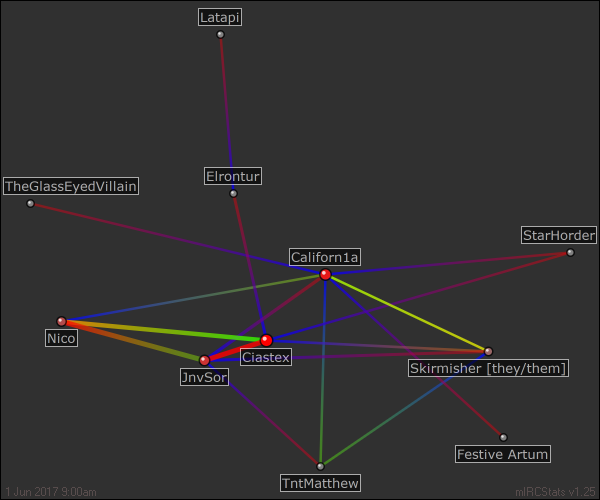 Latapi
Elrontur
TheGlassEyedVillain
StarHorder
Californ1a
Nico
Ciastex
JnvSor
Skirmisher [they/them]
Festive Artum
TntMatthew
1 Jun 2017 9:00am
mIRCStats v1.25